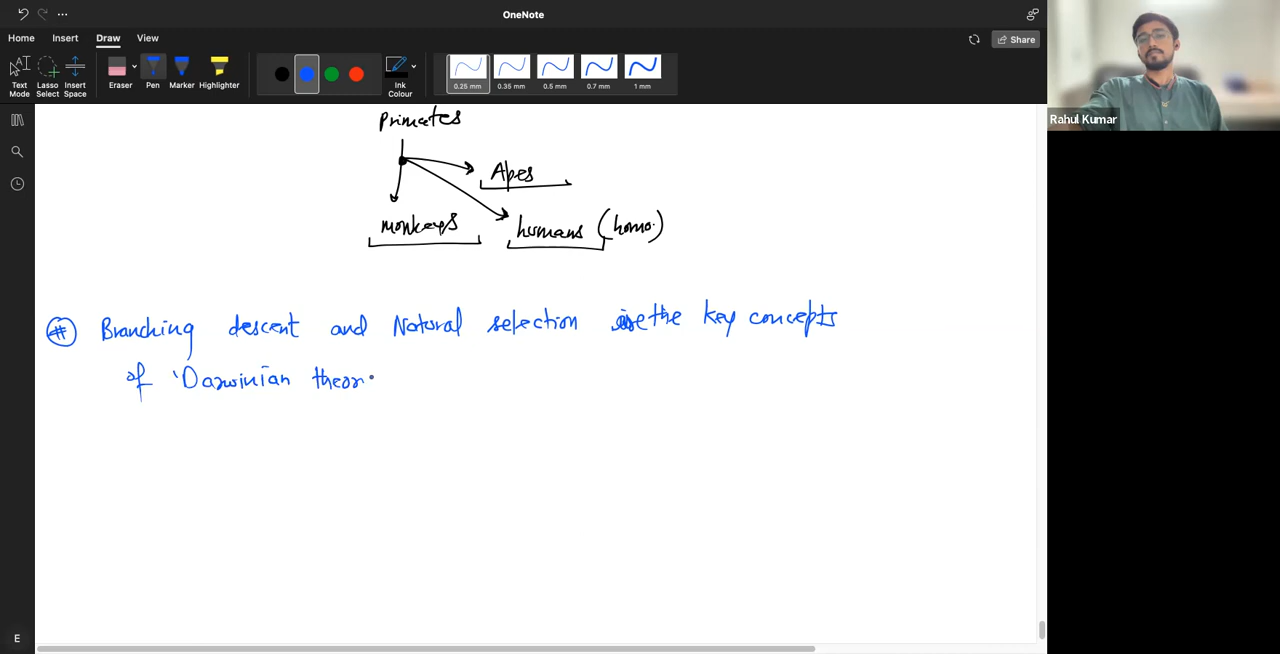 OneNote
Home Insert Draw View
Share
Text Mode
Lasso Select
Insert Space
Eraser
Pen
Marker
Highlighter
Ink Colour
0.25 mm
0.35 mm
0.5 mm
0.7 mm
1 mm
Rahul Kumar
Primates
Apes
monkeys
humans (homo)
# Branching descent and Natural selection are the key concepts
of 'Darwinian theor
E